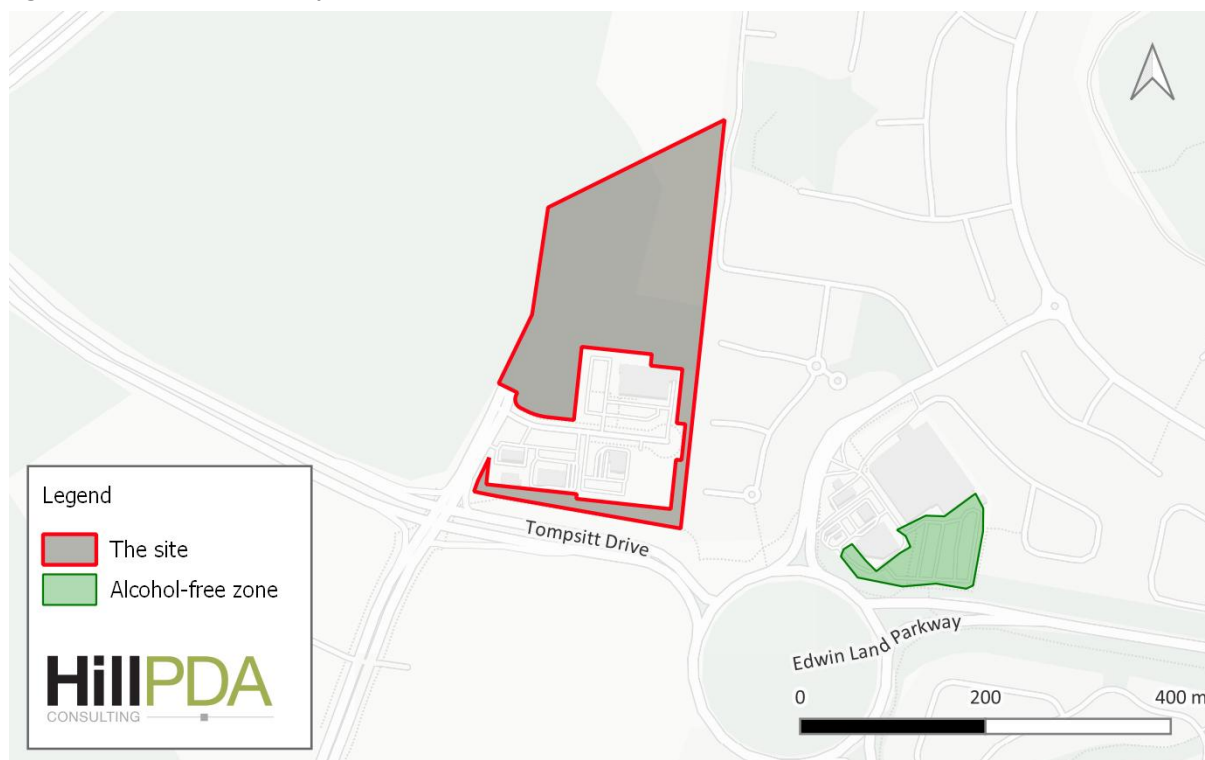 Tompsitt Drive
Edwin Land Parkway
0 200 400 m
Legend
The site
Alcohol-free zone
HillPDA
CONSULTING